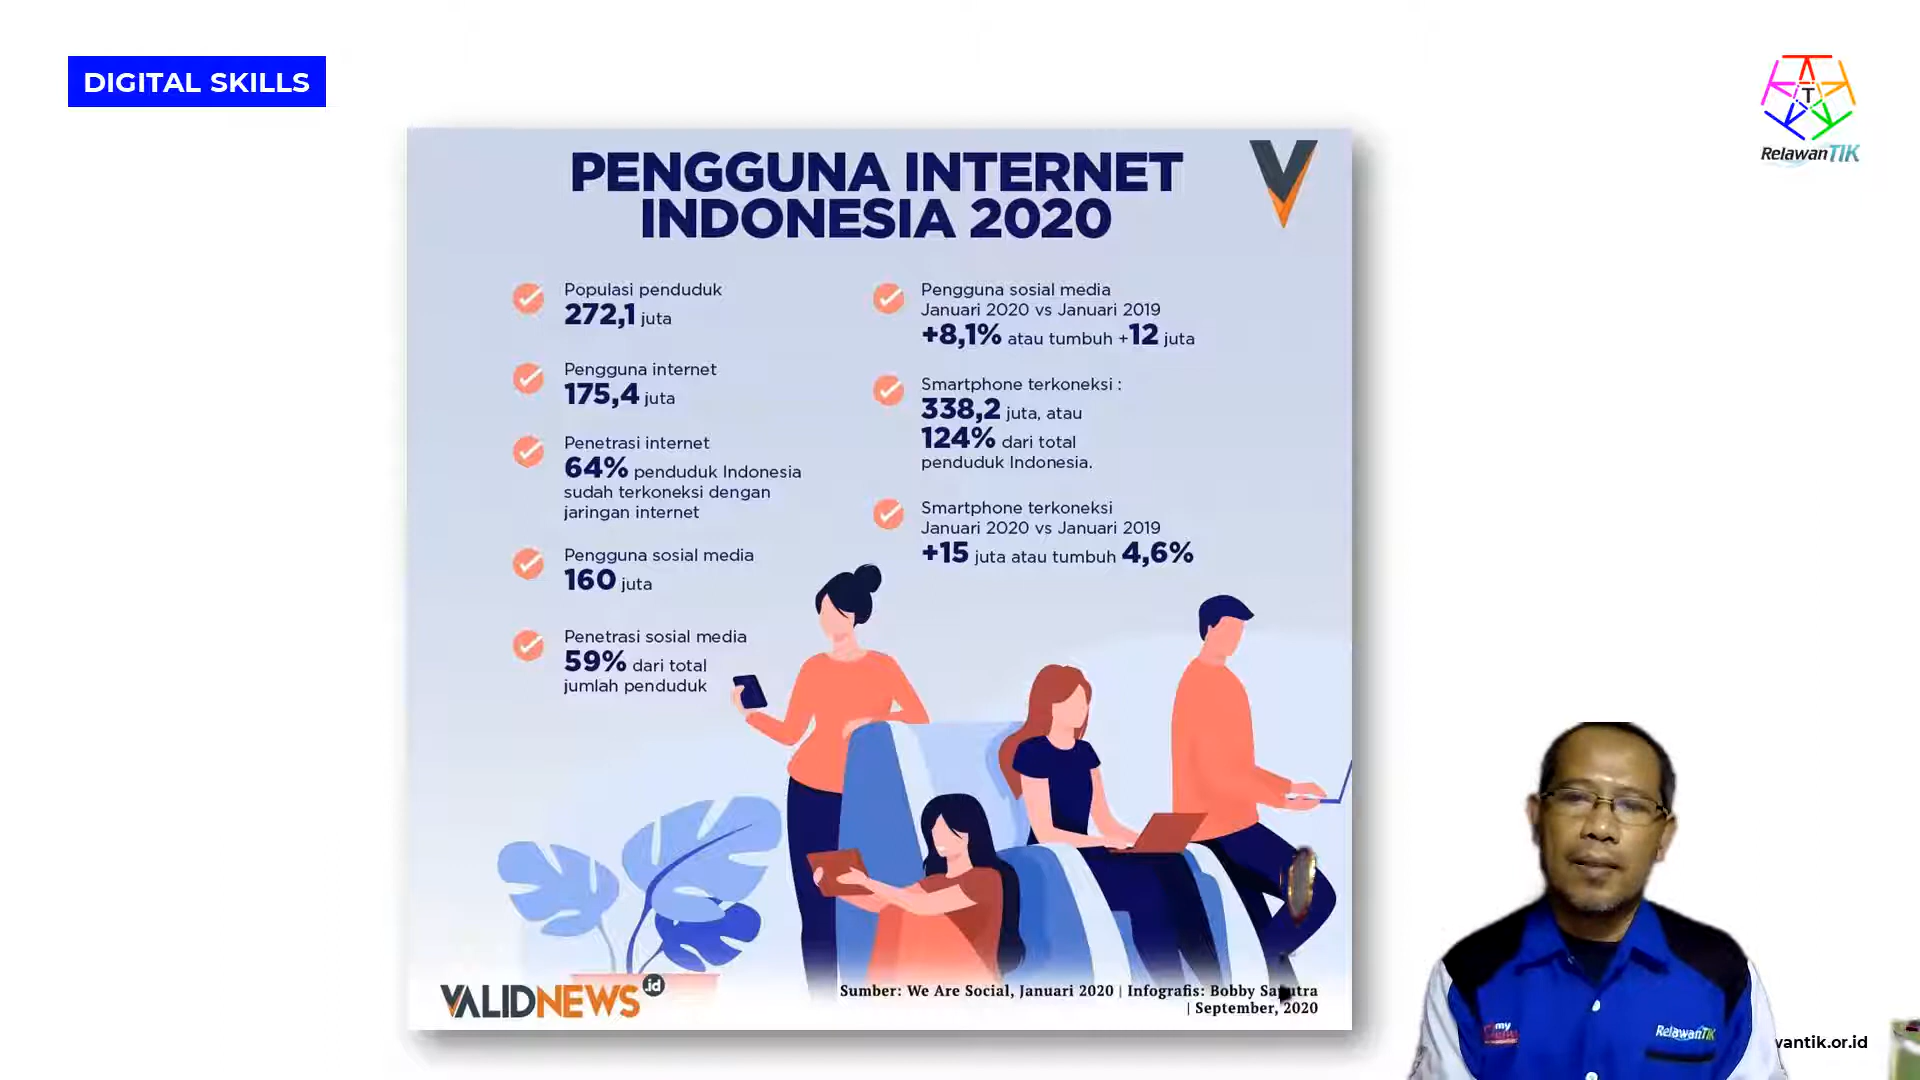 DIGITAL SKILLS
T
RelawanTIK
PENGGUNA INTERNET
INDONESIA 2020
Populasi penduduk
272,1 juta
Pengguna internet
175,4 juta
Penetrasi internet
64% penduduk Indonesia
sudah terkoneksi dengan
jaringan internet
Pengguna sosial media
160 juta
Penetrasi sosial media
59% dari total
jumlah penduduk
Pengguna sosial media
Januari 2020 vs Januari 2019
+8,1% atau tumbuh +12 juta
Smartphone terkoneksi :
338,2 juta, atau
124% dari total
penduduk Indonesia.
Smartphone terkoneksi
Januari 2020 vs Januari 2019
+15 juta atau tumbuh 4,6%
VALIDNEWS.id
Sumber: We Are Social, Januari 2020 | Infografis: Bobby Saputra
| September, 2020
my
RelawanTIK
vantik.or.id